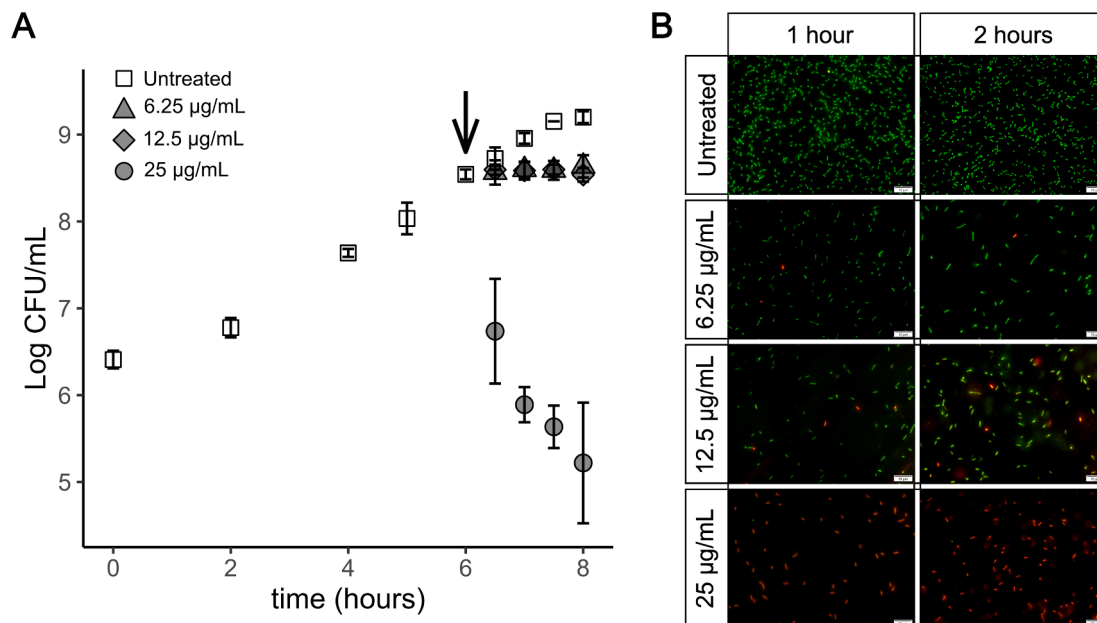 A
Untreated
6.25 µg/mL
12.5 µg/mL
25 µg/mL
Log CFU/mL
9
8
7
6
5
0
2
4
6
8
time (hours)
B
1 hour
2 hours
Untreated
6.25 µg/mL
12.5 µg/mL
25 µg/mL